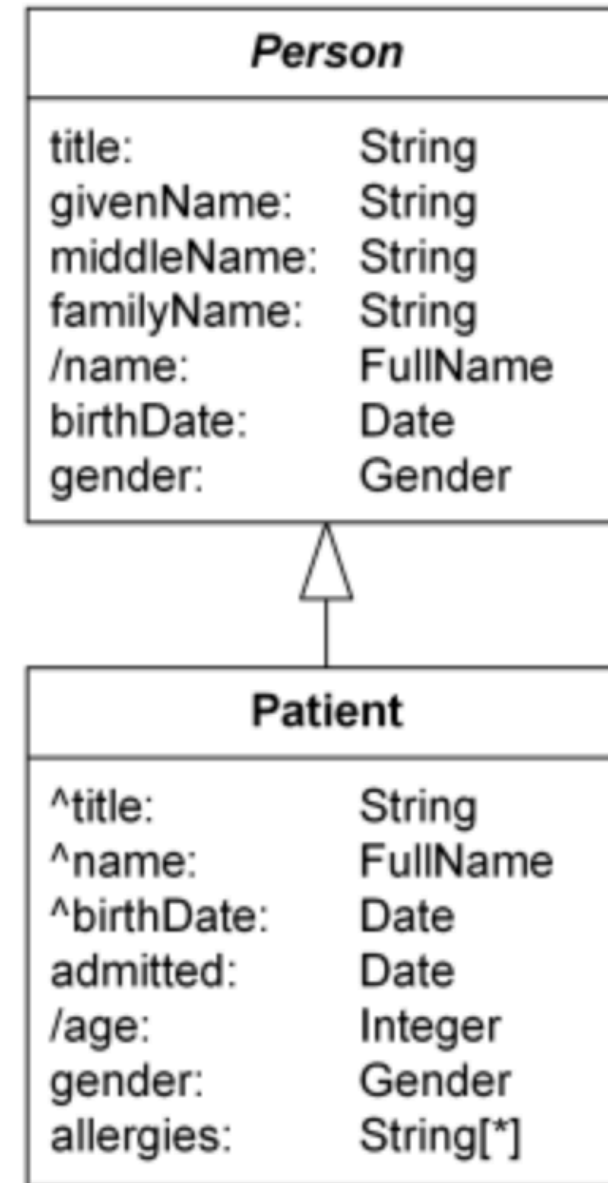 Person
title: String
givenName: String
middleName: String
familyName: String
/name: FullName
birthDate: Date
gender: Gender
Patient
^title: String
^name: FullName
^birthDate: Date
admitted: Date
/age: Integer
gender: Gender
allergies: String[*]